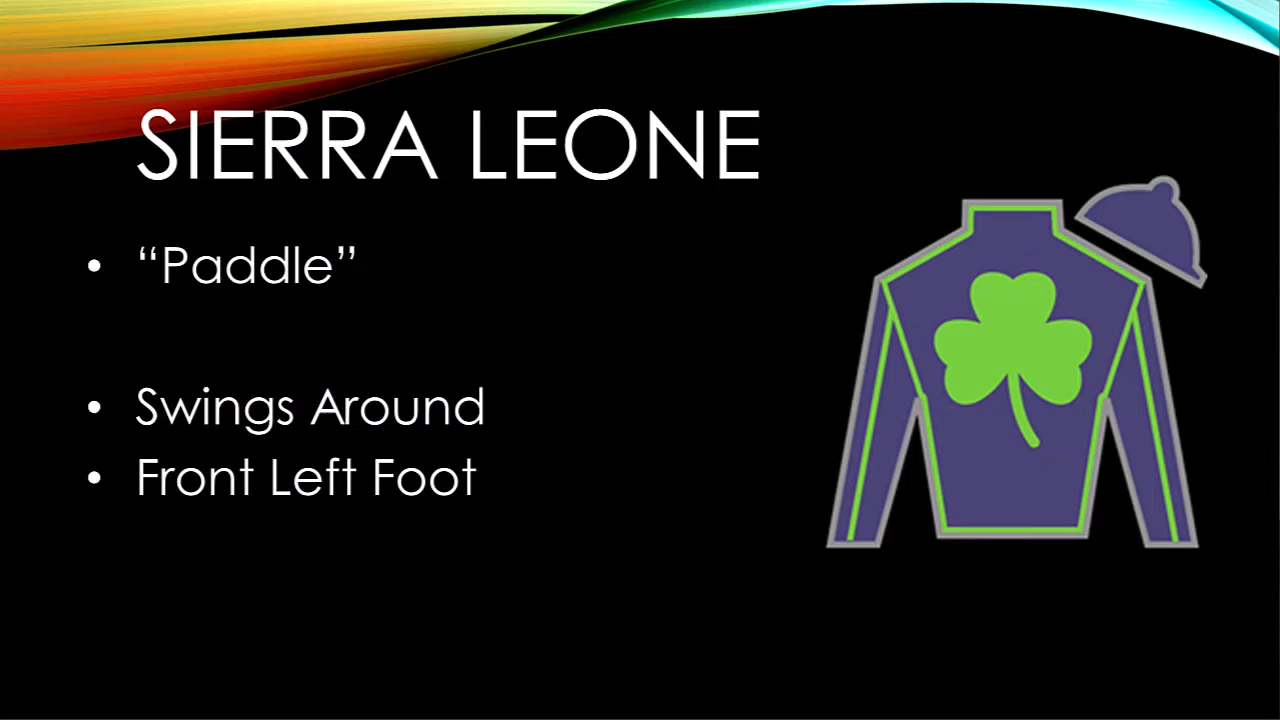 SIERRA LEONE
• “Paddle”
• Swings Around
• Front Left Foot